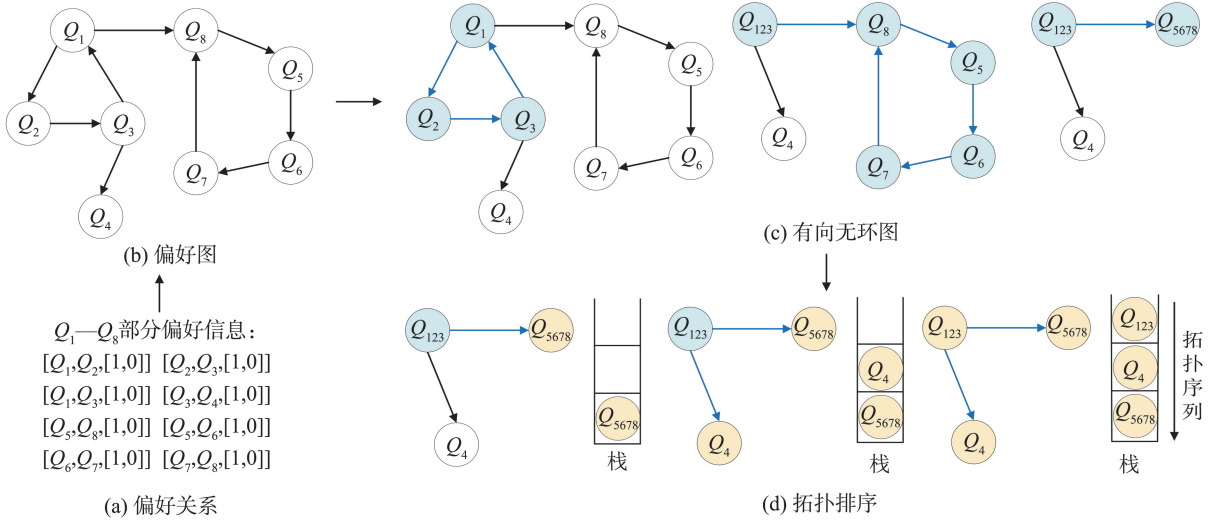 Q1 Q8 Q5 Q2 Q3 Q7 Q6 Q4
(b) 偏好图
Q1 Q8 Q5 Q2 Q3 Q7 Q6 Q4
Q123 Q8 Q5 Q4 Q7 Q6
Q123 Q5678 Q4
(c) 有向无环图
Q1—Q8部分偏好信息：
[Q1,Q2,[1,0]] [Q2,Q3,[1,0]]
[Q1,Q3,[1,0]] [Q3,Q4,[1,0]]
[Q5,Q8,[1,0]] [Q5,Q6,[1,0]]
[Q6,Q7,[1,0]] [Q7,Q8,[1,0]]
(a) 偏好关系
Q123 Q5678 Q4
Q5678
栈
Q123 Q5678 Q4
Q4
Q5678
栈
Q123 Q5678 Q4
Q123
Q4
Q5678
栈
拓扑序列
(d) 拓扑排序